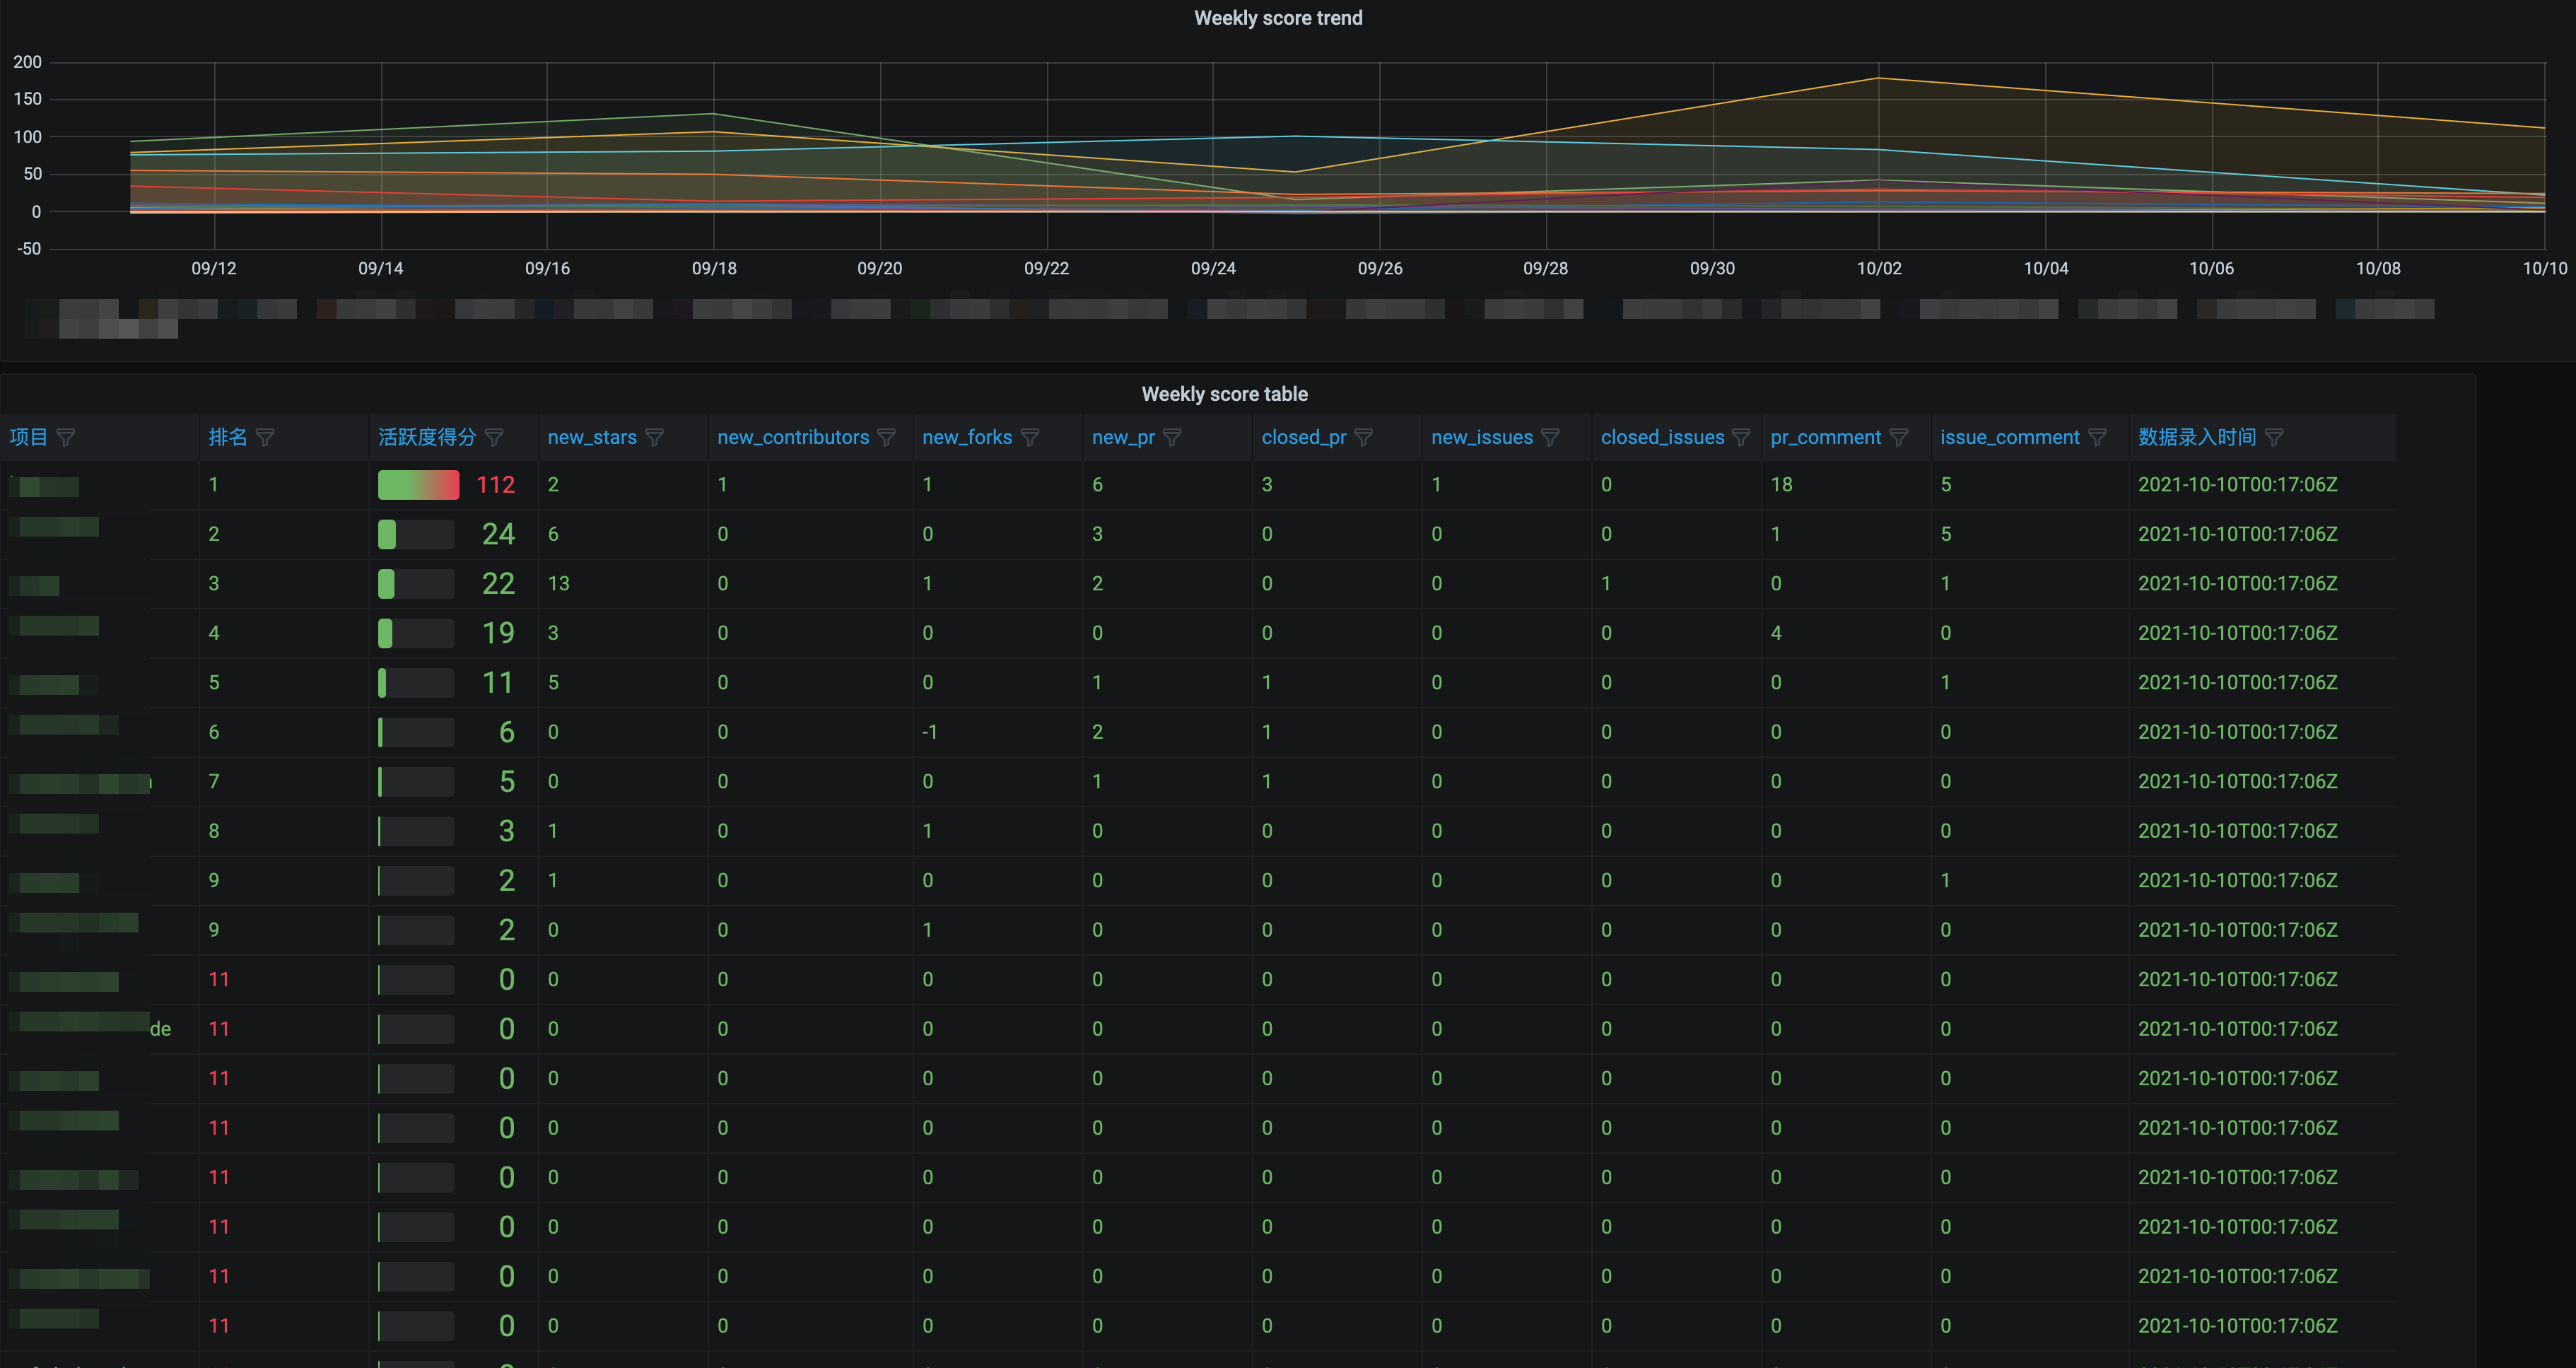 Weekly score trend
200
150
100
50
0
-50
09/12 09/14 09/16 09/18 09/20 09/22 09/24 09/26 09/28 09/30 10/02 10/04 10/06 10/08 10/10
Weekly score table
项目 排名 活跃度得分 new_stars new_contributors new_forks new_pr closed_pr new_issues closed_issues pr_comment issue_comment 数据录入时间
1 112 2 1 1 6 3 1 0 18 5 2021-10-10T00:17:06Z
2 24 6 0 0 3 0 0 0 1 5 2021-10-10T00:17:06Z
3 22 13 0 1 2 0 0 1 0 1 2021-10-10T00:17:06Z
4 19 3 0 0 0 0 0 0 4 0 2021-10-10T00:17:06Z
5 11 5 0 0 1 1 0 0 0 1 2021-10-10T00:17:06Z
6 6 0 0 -1 2 1 0 0 0 0 2021-10-10T00:17:06Z
7 5 0 0 0 1 1 0 0 0 0 2021-10-10T00:17:06Z
8 3 1 0 1 0 0 0 0 0 0 2021-10-10T00:17:06Z
9 2 1 0 0 0 0 0 0 0 1 2021-10-10T00:17:06Z
9 2 0 0 1 0 0 0 0 0 0 2021-10-10T00:17:06Z
11 0 0 0 0 0 0 0 0 0 0 2021-10-10T00:17:06Z
de 11 0 0 0 0 0 0 0 0 0 0 2021-10-10T00:17:06Z
11 0 0 0 0 0 0 0 0 0 0 2021-10-10T00:17:06Z
11 0 0 0 0 0 0 0 0 0 0 2021-10-10T00:17:06Z
11 0 0 0 0 0 0 0 0 0 0 2021-10-10T00:17:06Z
11 0 0 0 0 0 0 0 0 0 0 2021-10-10T00:17:06Z
11 0 0 0 0 0 0 0 0 0 0 2021-10-10T00:17:06Z
11 0 0 0 0 0 0 0 0 0 0 2021-10-10T00:17:06Z